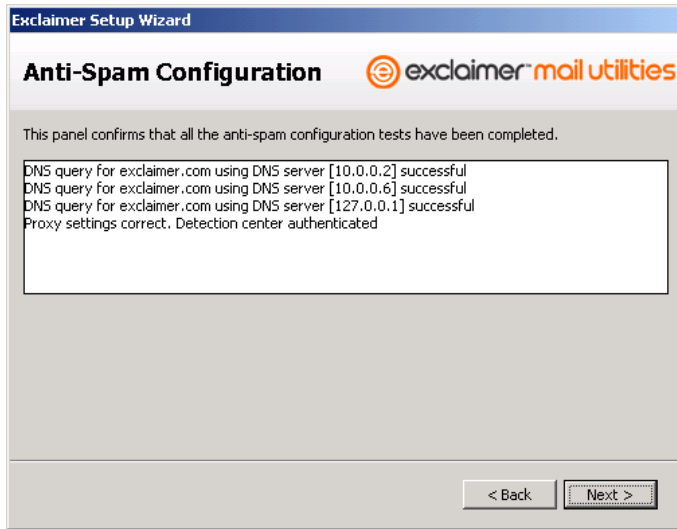 Exclaimer Setup Wizard
Anti-Spam Configuration
exclaimer™ mail utilities
This panel confirms that all the anti-spam configuration tests have been completed.
DNS query for exclaimer.com using DNS server [10.0.0.2] successful
DNS query for exclaimer.com using DNS server [10.0.0.6] successful
DNS query for exclaimer.com using DNS server [127.0.0.1] successful
Proxy settings correct. Detection center authenticated
< Back
Next >